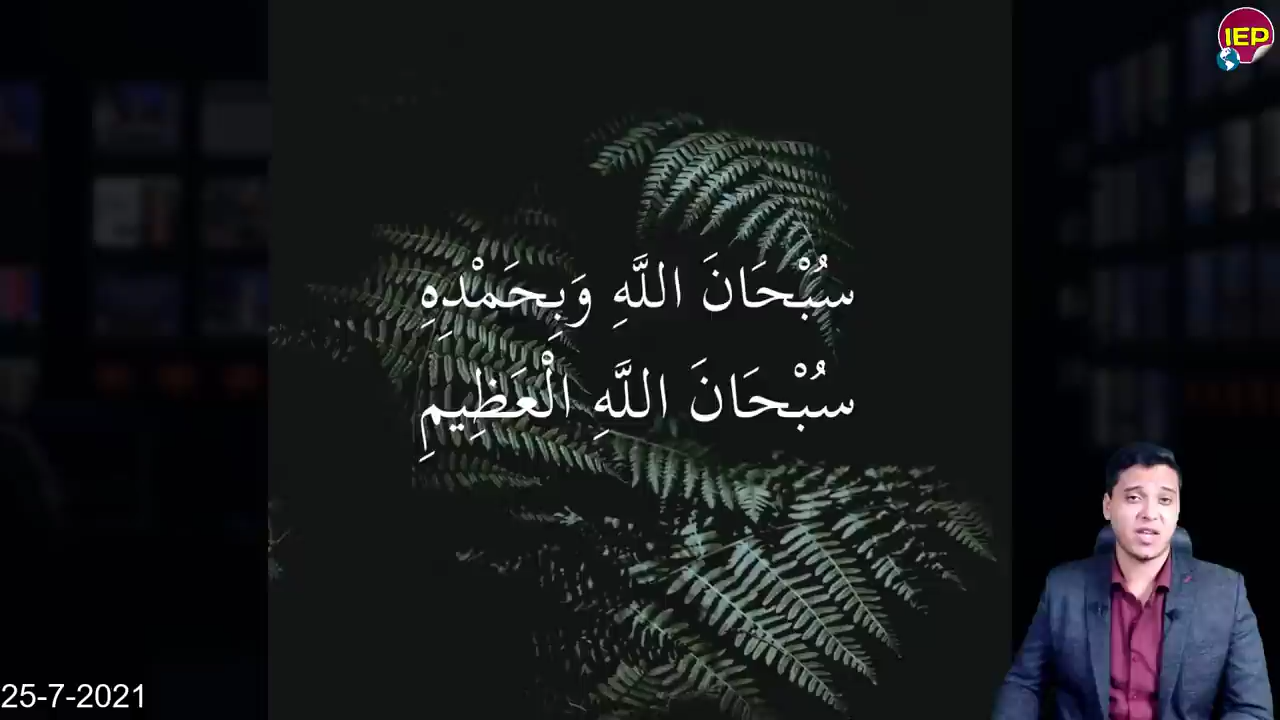 IEP
سُبْحَانَ اللَّهِ وَبِحَمْدِهِ
سُبْحَانَ اللَّهِ الْعَظِيمِ
25-7-2021